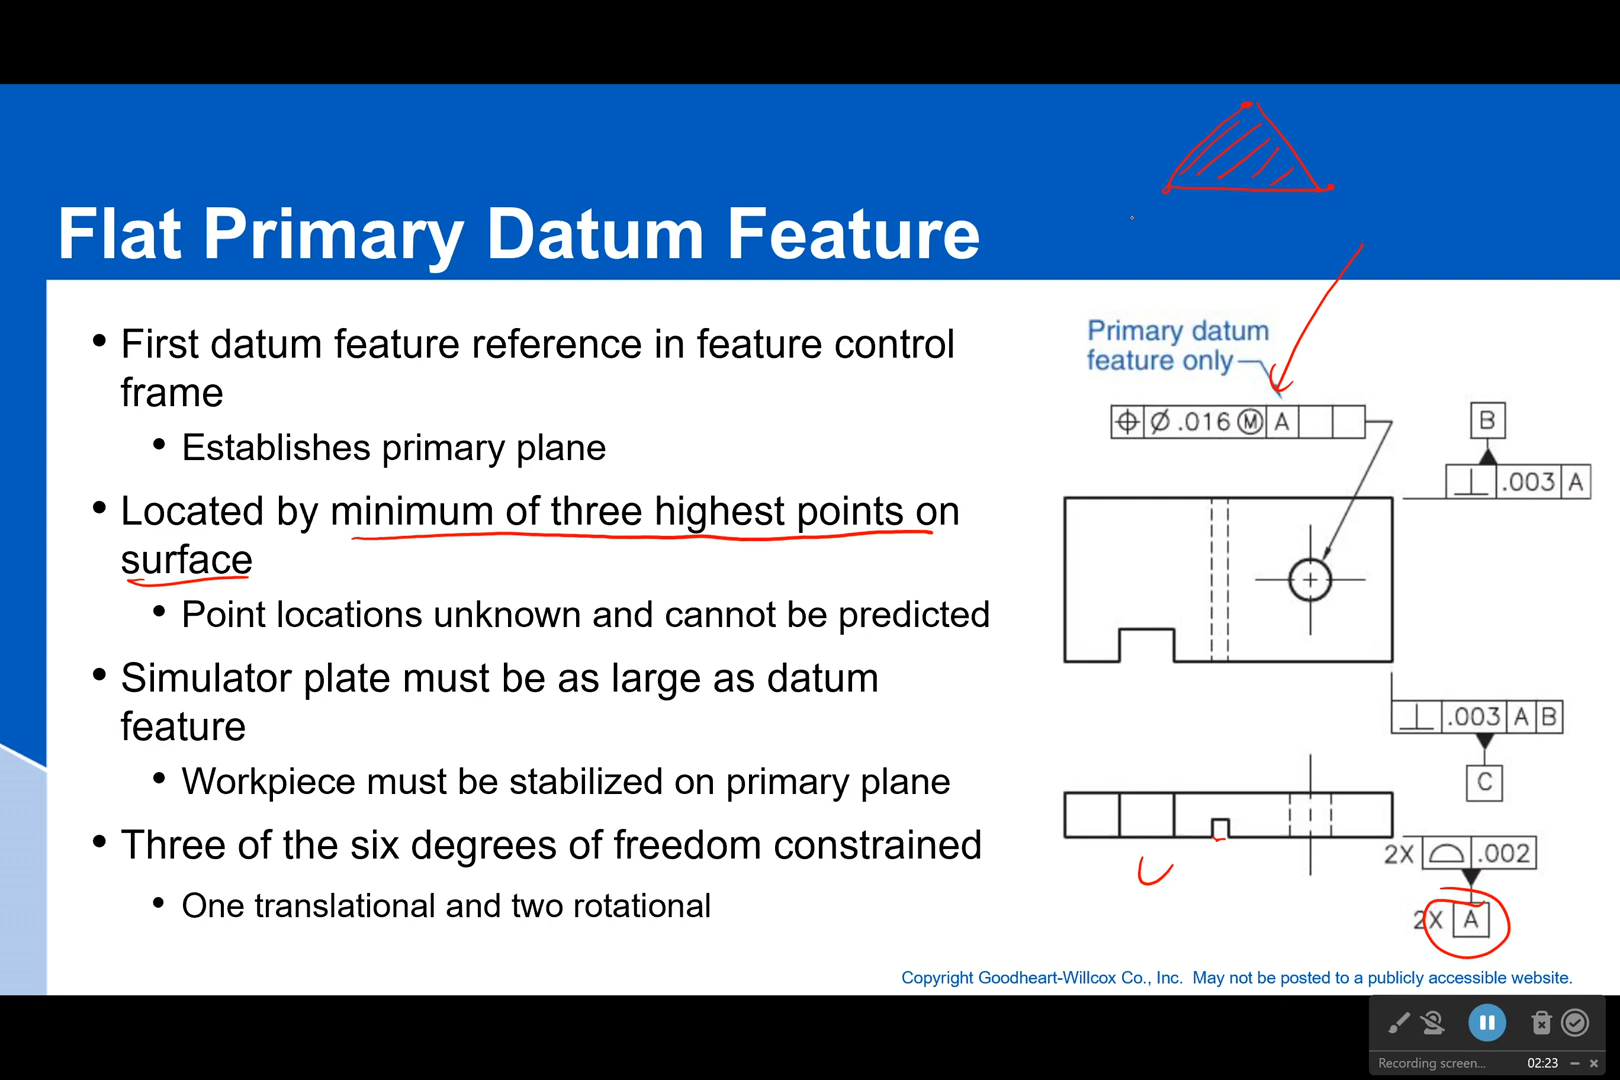 Flat Primary Datum Feature
• First datum feature reference in feature control
frame
• Establishes primary plane
• Located by minimum of three highest points on
surface
• Point locations unknown and cannot be predicted
• Simulator plate must be as large as datum
feature
• Workpiece must be stabilized on primary plane
• Three of the six degrees of freedom constrained
• One translational and two rotational
Primary datum
feature only
⌖ Ø .016 Ⓜ A
B
⊥ .003 A
⊥ .003 A B
C
2X ⌓ .002
2X A
Copyright Goodheart-Willcox Co., Inc. May not be posted to a publicly accessible website.
Recording screen... 02:23